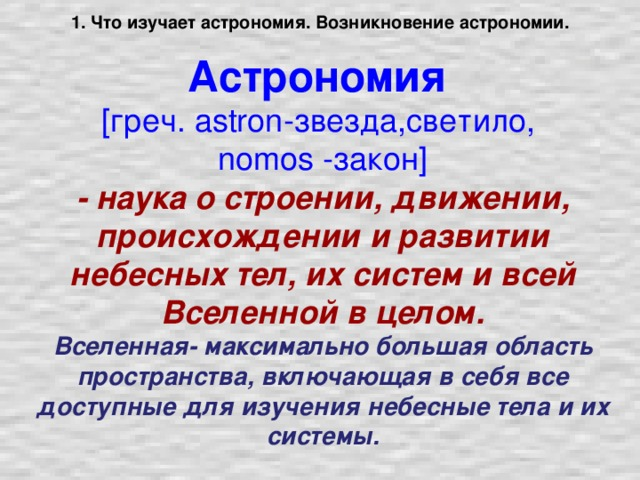 1. Что изучает астрономия. Возникновение астрономии.
Астрономия
[греч. astron-звезда,светило,
nomos -закон]
- наука о строении, движении,
происхождении и развитии
небесных тел, их систем и всей
Вселенной в целом.
Вселенная- максимально большая область
пространства, включающая в себя все
доступные для изучения небесные тела и их
системы.